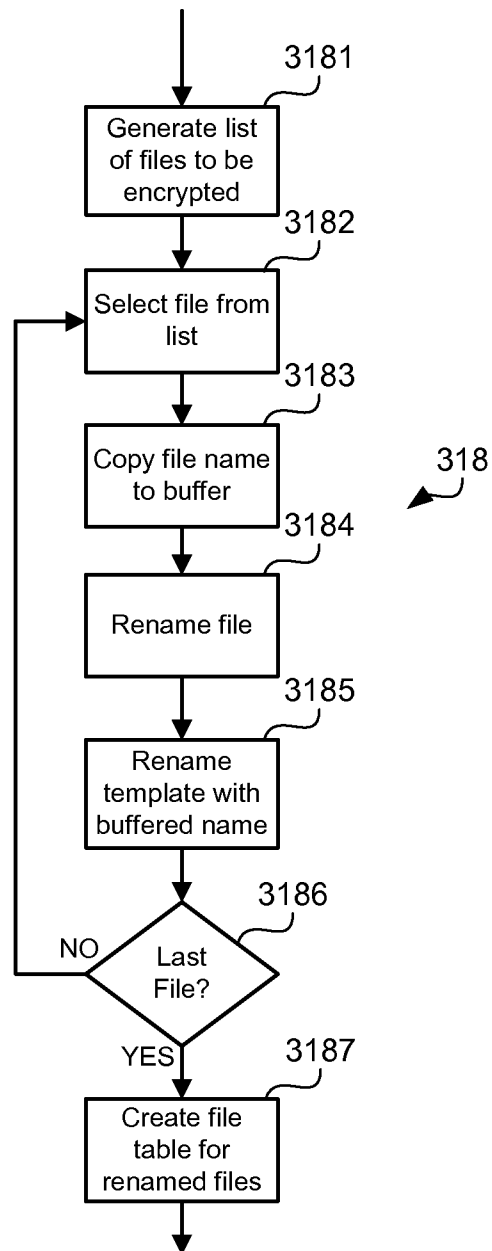 3181
Generate list
of files to be
encrypted
3182
Select file from
list
3183
Copy file name
to buffer
318
3184
Rename file
3185
Rename
template with
buffered name
3186
NO
Last
File?
YES
3187
Create file
table for
renamed files